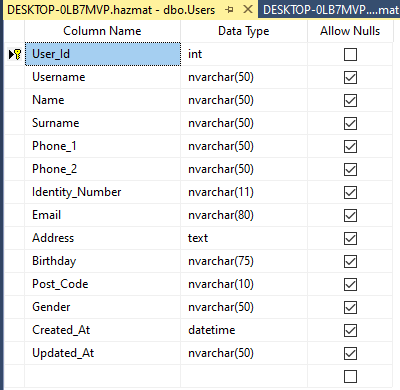 DESKTOP-0LB7MVP.hazmat - dbo.Users DESKTOP-0LB7MVP....mat
Column Name Data Type Allow Nulls
User_Id int
Username nvarchar(50)
Name nvarchar(50)
Surname nvarchar(50)
Phone_1 nvarchar(50)
Phone_2 nvarchar(50)
Identity_Number nvarchar(11)
Email nvarchar(80)
Address text
Birthday nvarchar(75)
Post_Code nvarchar(10)
Gender nvarchar(50)
Created_At datetime
Updated_At nvarchar(50)